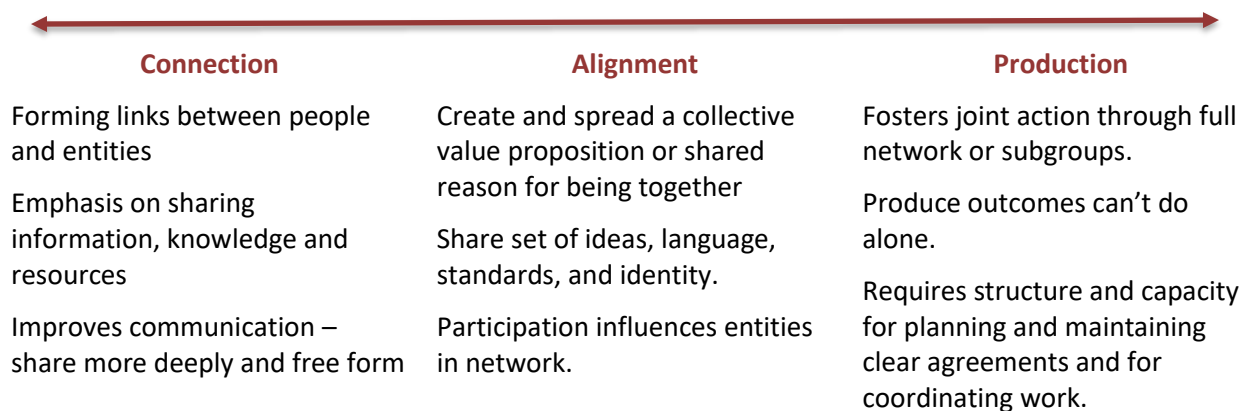 Connection
Forming links between people
and entities
Emphasis on sharing
information, knowledge and
resources
Improves communication –
share more deeply and free form
Alignment
Create and spread a collective
value proposition or shared
reason for being together
Share set of ideas, language,
standards, and identity.
Participation influences entities
in network.
Production
Fosters joint action through full
network or subgroups.
Produce outcomes can’t do
alone.
Requires structure and capacity
for planning and maintaining
clear agreements and for
coordinating work.